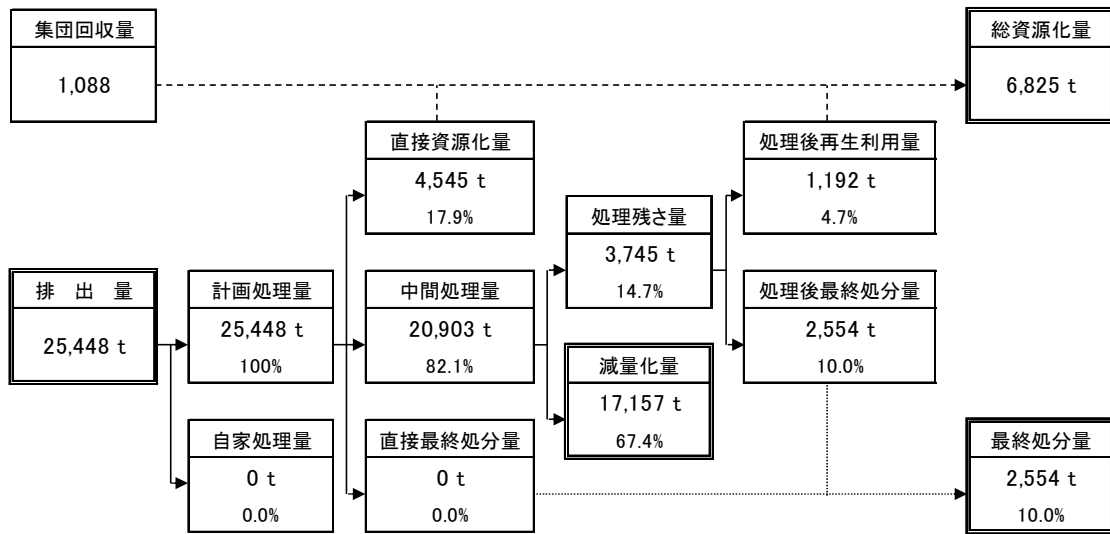 集団回収量
1,088
総資源化量
6,825 t
直接資源化量
4,545 t
17.9%
処理後再生利用量
1,192 t
4.7%
処理残さ量
3,745 t
14.7%
排 出 量
25,448 t
計画処理量
25,448 t
100%
中間処理量
20,903 t
82.1%
処理後最終処分量
2,554 t
10.0%
減量化量
17,157 t
67.4%
自家処理量
0 t
0.0%
直接最終処分量
0 t
0.0%
最終処分量
2,554 t
10.0%